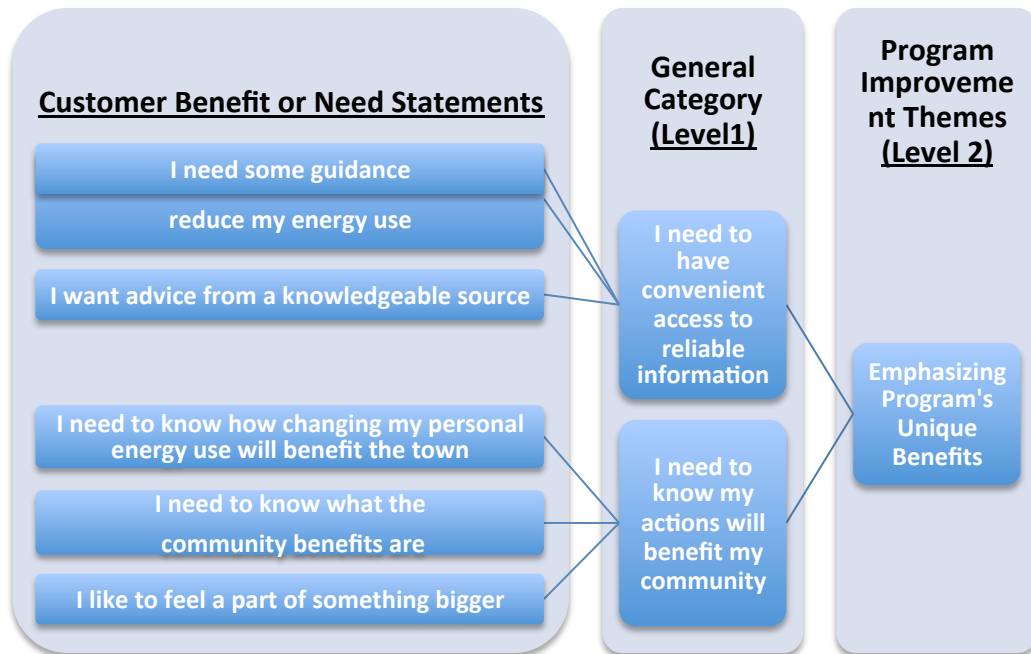 Customer Benefit or Need Statements
I need some guidance
reduce my energy use
I want advice from a knowledgeable source
I need to know how changing my personal
energy use will benefit the town
I need to know what the
community benefits are
I like to feel a part of something bigger
General
Category
(Level1)
I need to
have
convenient
access to
reliable
information
I need to
know my
actions will
benefit my
community
Program
Improveme
nt Themes
(Level 2)
Emphasizing
Program's
Unique
Benefits